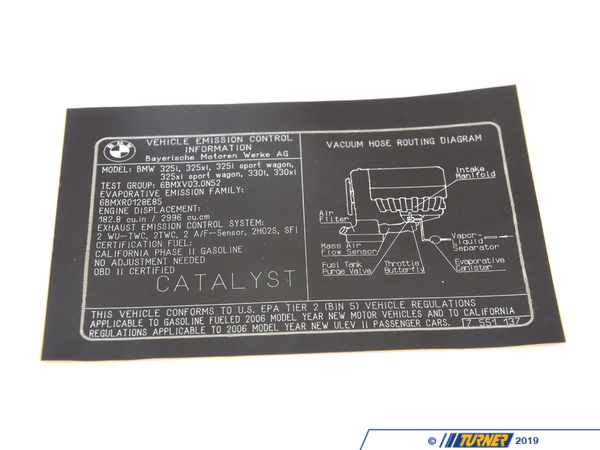 BMW
VEHICLE EMISSION CONTROL
INFORMATION
Bayerische Motoren Werke AG
MODEL: BMW 325i, 325xi, 325i sport wagon,
325xi sport wagon, 330i, 330xi
TEST GROUP: 6BMXV03.0N52
EVAPORATIVE EMISSION FAMILY:
6BMXR0128E85
ENGINE DISPLACEMENT:
182.8 cu.in / 2996 cu.cm
EXHAUST EMISSION CONTROL SYSTEM:
2 WU-TWC, 2TWC, 2 A/F-Sensor, 2HO2S, SFI
CERTIFICATION FUEL:
CALIFORNIA PHASE II GASOLINE
NO ADJUSTMENT NEEDED
OBD II CERTIFIED
CATALYST
VACUUM HOSE ROUTING DIAGRAM
Intake
Manifold
Air
Filter
Mass Air
Flow Sensor
Fuel Tank
Purge Valve
Throttle
Butterfly
Vapor-
Liquid
Separator
Evaporative
Canister
THIS VEHICLE CONFORMS TO U.S. EPA TIER 2 (BIN 5) VEHICLE REGULATIONS
APPLICABLE TO GASOLINE FUELED 2006 MODEL YEAR NEW MOTOR VEHICLES AND TO CALIFORNIA
REGULATIONS APPLICABLE TO 2006 MODEL YEAR NEW ULEV II PASSENGER CARS.
7 551 137
© TURNER MOTORSPORT 2019